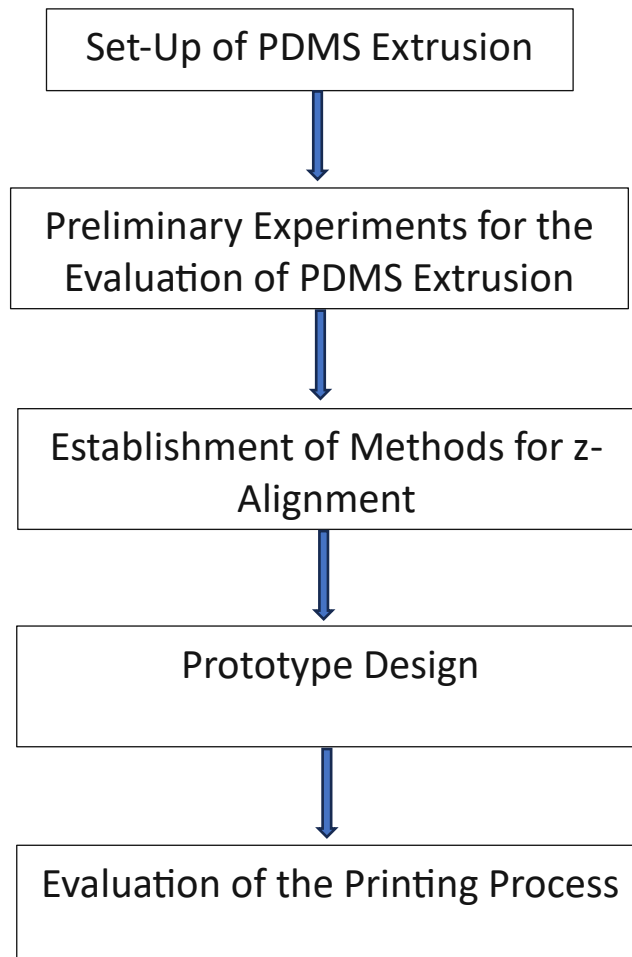 Set-Up of PDMS Extrusion
Preliminary Experiments for the
Evaluation of PDMS Extrusion
Establishment of Methods for z-
Alignment
Prototype Design
Evaluation of the Printing Process